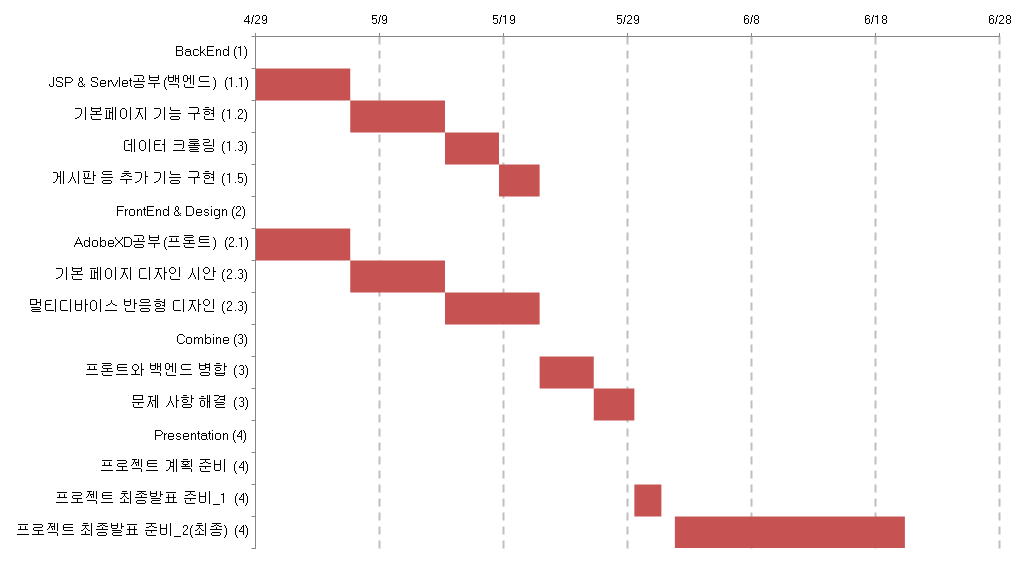 4/29 5/9 5/19 5/29 6/8 6/18 6/28
BackEnd (1)
JSP & Servlet공부(백엔드) (1.1)
기본페이지 기능 구현 (1.2)
데이터 크롤링 (1.3)
게시판 등 추가 기능 구현 (1.5)
FrontEnd & Design (2)
AdobeXD공부(프론트) (2.1)
기본 페이지 디자인 시안 (2.3)
멀티디바이스 반응형 디자인 (2.3)
Combine (3)
프론트와 백엔드 병합 (3)
문제 사항 해결 (3)
Presentation (4)
프로젝트 계획 준비 (4)
프로젝트 최종발표 준비_1 (4)
프로젝트 최종발표 준비_2(최종) (4)